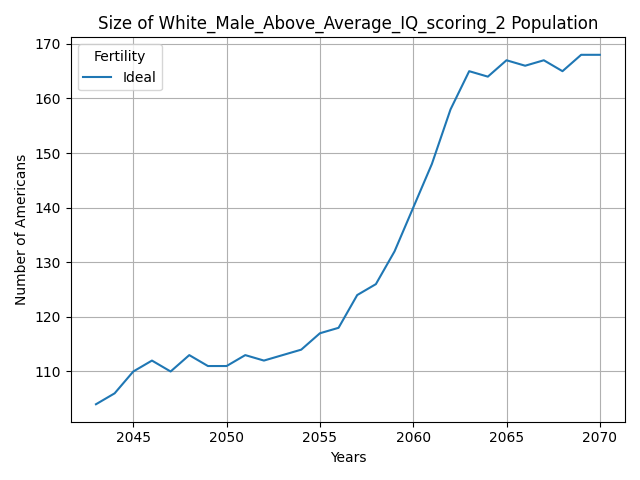 Size of White_Male_Above_Average_IQ_scoring_2 Population
Fertility
Ideal
Number of Americans
170
160
150
140
130
120
110
2045 2050 2055 2060 2065 2070
Years